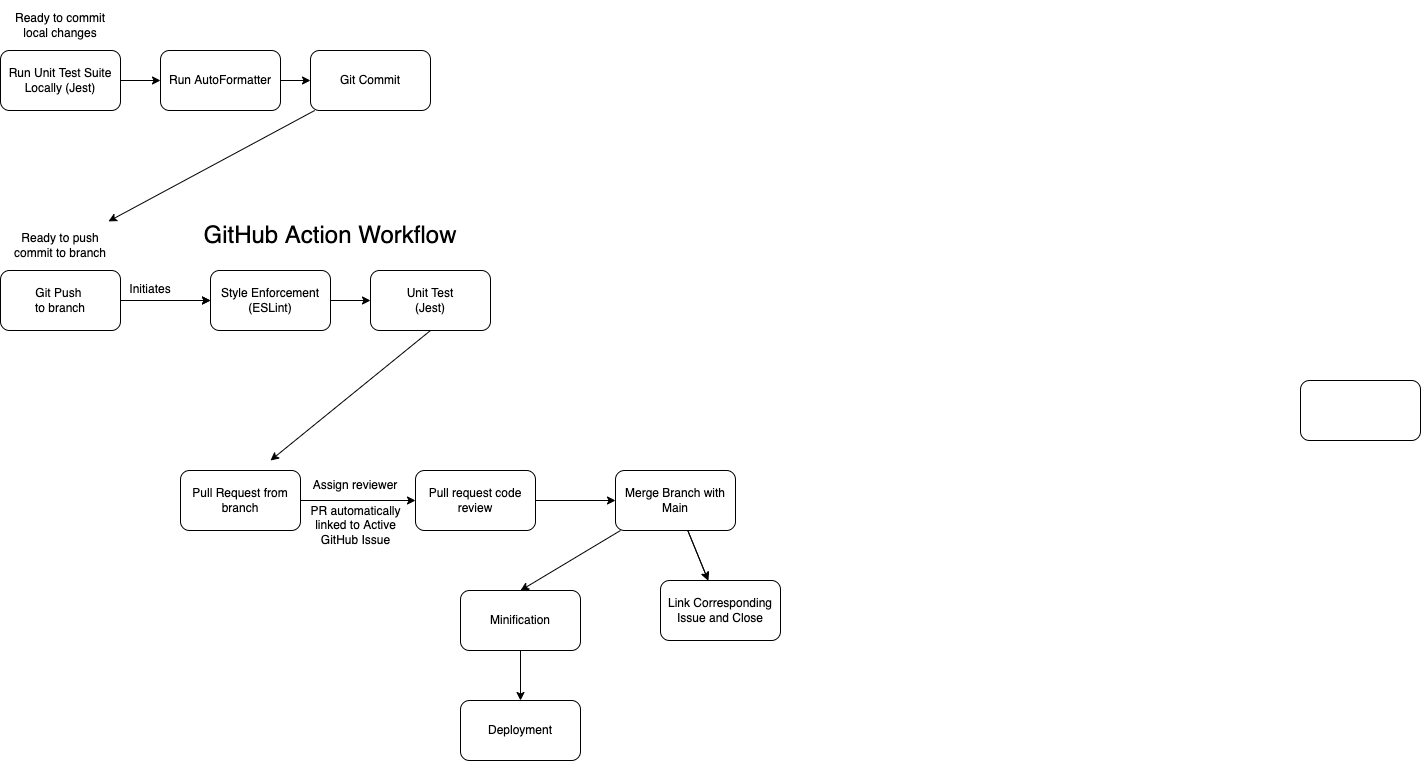 Ready to commit
local changes
Run Unit Test Suite
Locally (Jest)
Run AutoFormatter
Git Commit
GitHub Action Workflow
Ready to push
commit to branch
Git Push
to branch
Initiates
Style Enforcement
(ESLint)
Unit Test
(Jest)
Pull Request from
branch
Assign reviewer
PR automatically
linked to Active
GitHub Issue
Pull request code
review
Merge Branch with
Main
Minification
Link Corresponding
Issue and Close
Deployment